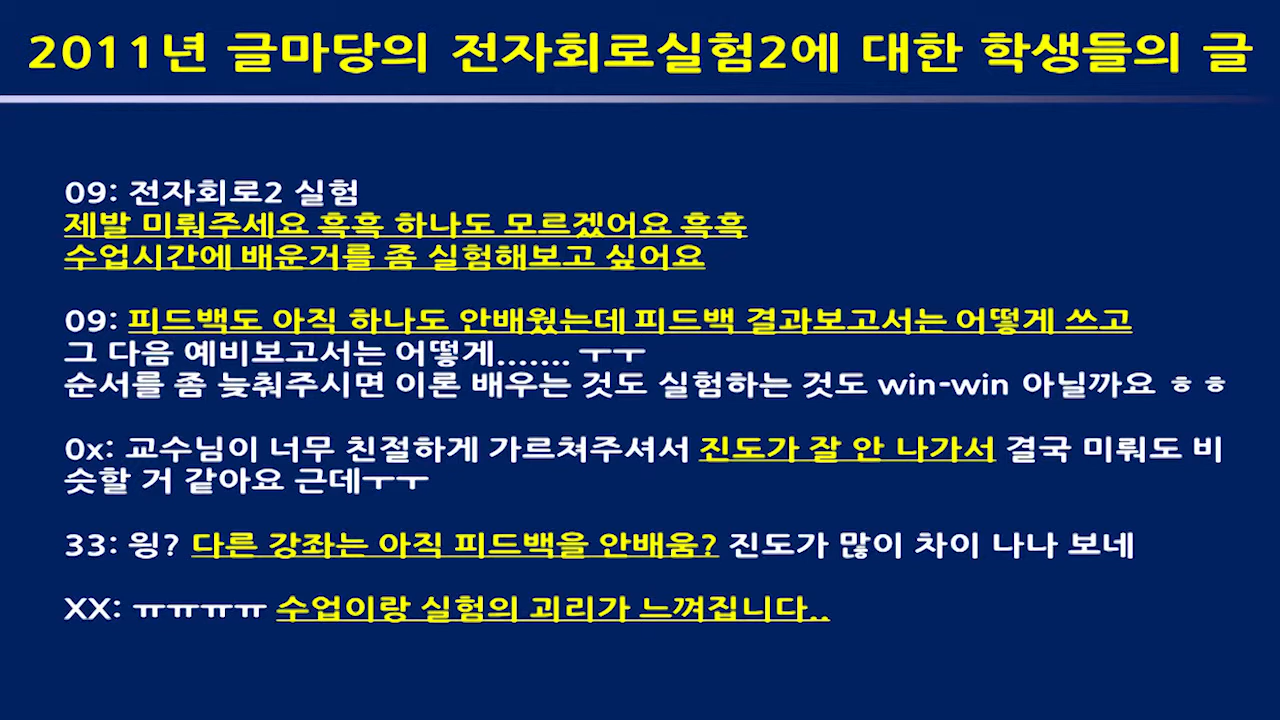 2011년 글마당의 전자회로실험2에 대한 학생들의 글
09: 전자회로2 실험
제발 미뤄주세요 흑흑 하나도 모르겠어요 흑흑
수업시간에 배운거를 좀 실험해보고 싶어요
09: 피드백도 아직 하나도 안배웠는데 피드백 결과보고서는 어떻게 쓰고
그 다음 예비보고서는 어떻게....... ㅜㅜ
순서를 좀 늦춰주시면 이론 배우는 것도 실험하는 것도 win-win 아닐까요 ㅎㅎ
0x: 교수님이 너무 친절하게 가르쳐주셔서 진도가 잘 안 나가서 결국 미뤄도 비
슷할 거 같아요 근데ㅜㅜ
33: 윙? 다른 강좌는 아직 피드백을 안배움? 진도가 많이 차이 나나 보네
XX: ㅠㅠㅠㅠ 수업이랑 실험의 괴리가 느껴집니다..